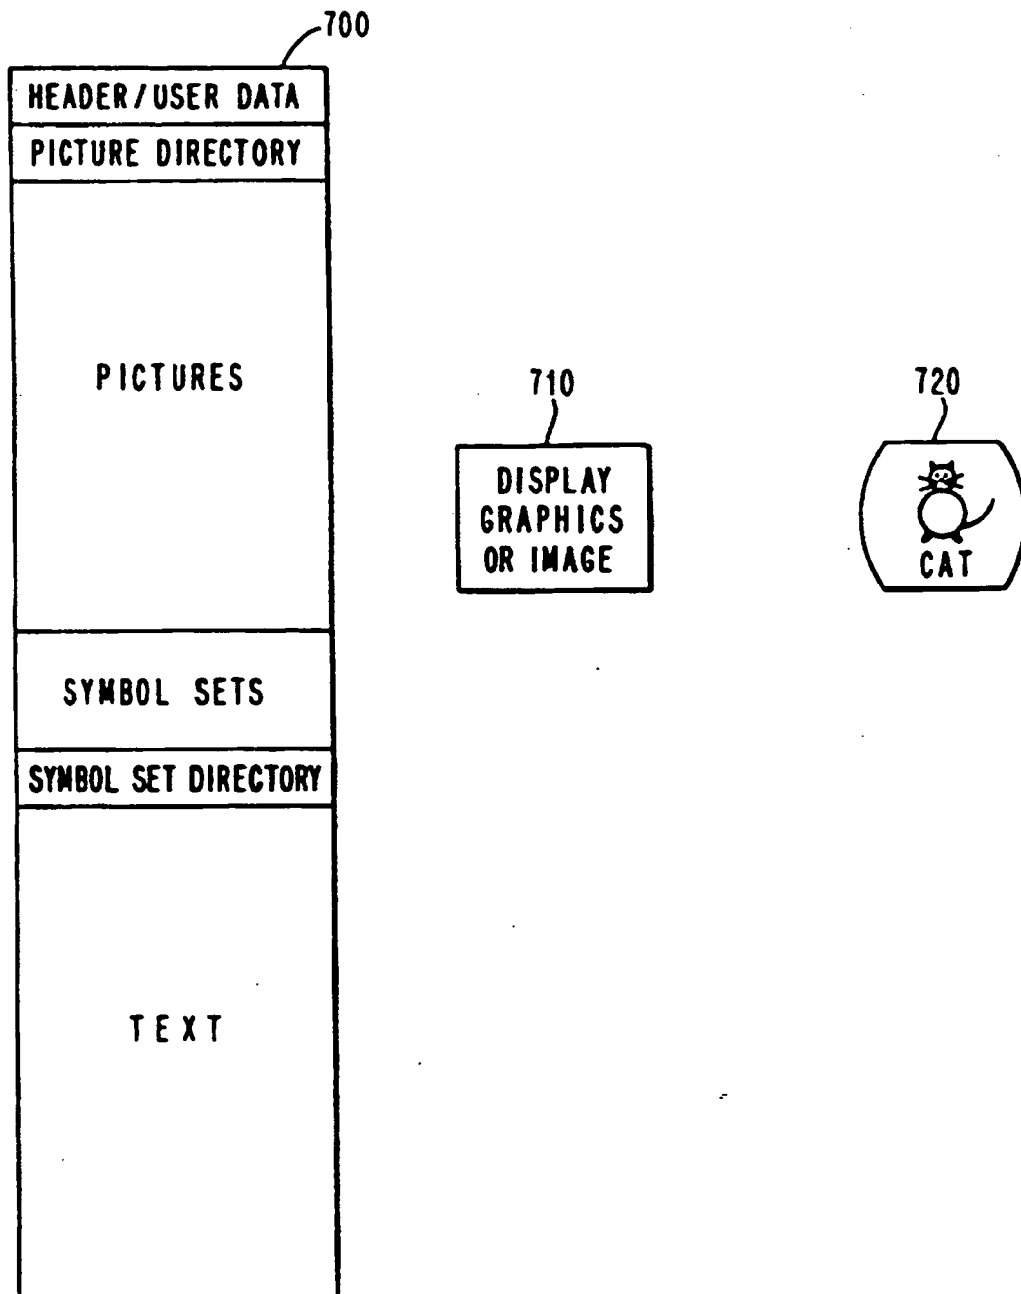 700
HEADER/USER DATA
PICTURE DIRECTORY
PICTURES
710
720
DISPLAY
GRAPHICS
OR IMAGE
CAT
SYMBOL SETS
SYMBOL SET DIRECTORY
TEXT